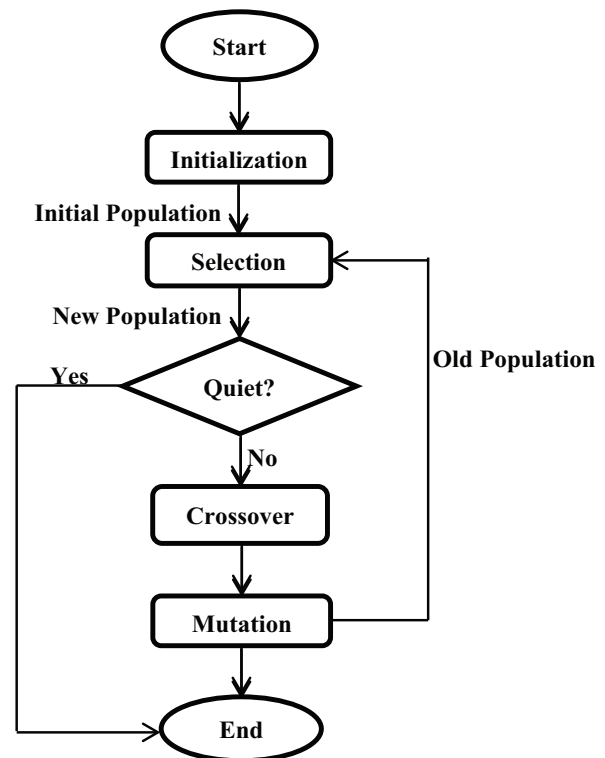 Start
Initialization
Initial Population
Selection
New Population
Old Population
Yes
Quiet?
No
Crossover
Mutation
End